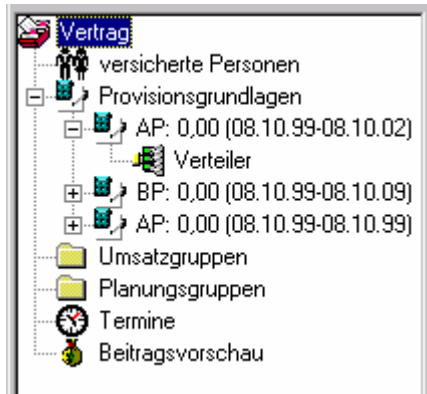 Vertrag
versicherte Personen
Provisionsgrundlagen
AP: 0,00 (08.10.99-08.10.02)
Verteiler
BP: 0,00 (08.10.99-08.10.09)
AP: 0,00 (08.10.99-08.10.99)
Umsatzgruppen
Planungsgruppen
Termine
Beitragsvorschau